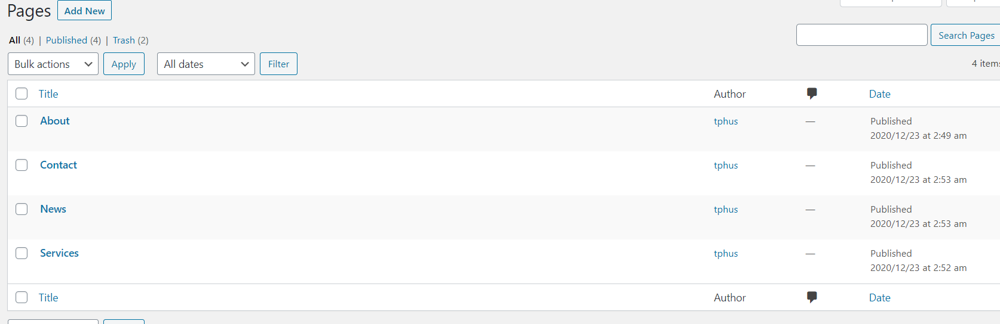 Pages Add New
All (4) | Published (4) | Trash (2)
Search Pages
Bulk actions Apply All dates Filter
4 items
Title Author Date
About tphus — Published
2020/12/23 at 2:49 am
Contact tphus — Published
2020/12/23 at 2:53 am
News tphus — Published
2020/12/23 at 2:53 am
Services tphus — Published
2020/12/23 at 2:52 am
Title Author Date